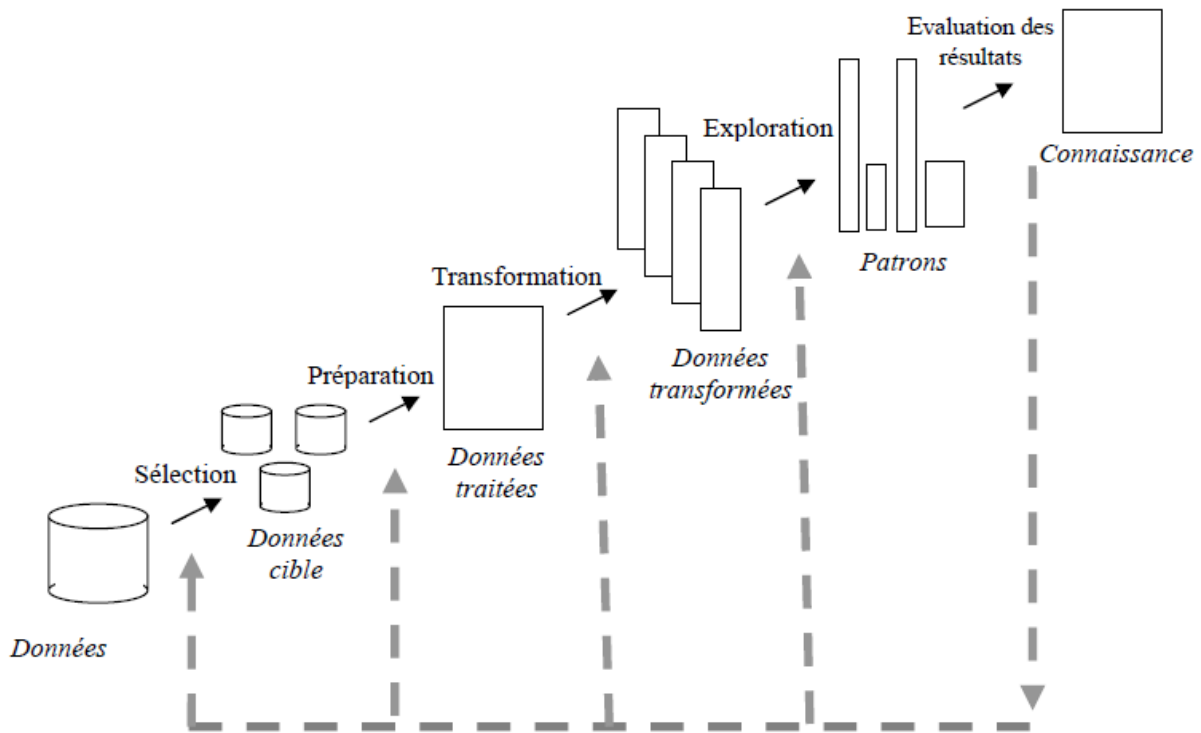 Données
Sélection
Données
cible
Préparation
Données
traitées
Transformation
Données
transformées
Exploration
Patrons
Evaluation des
résultats
Connaissance